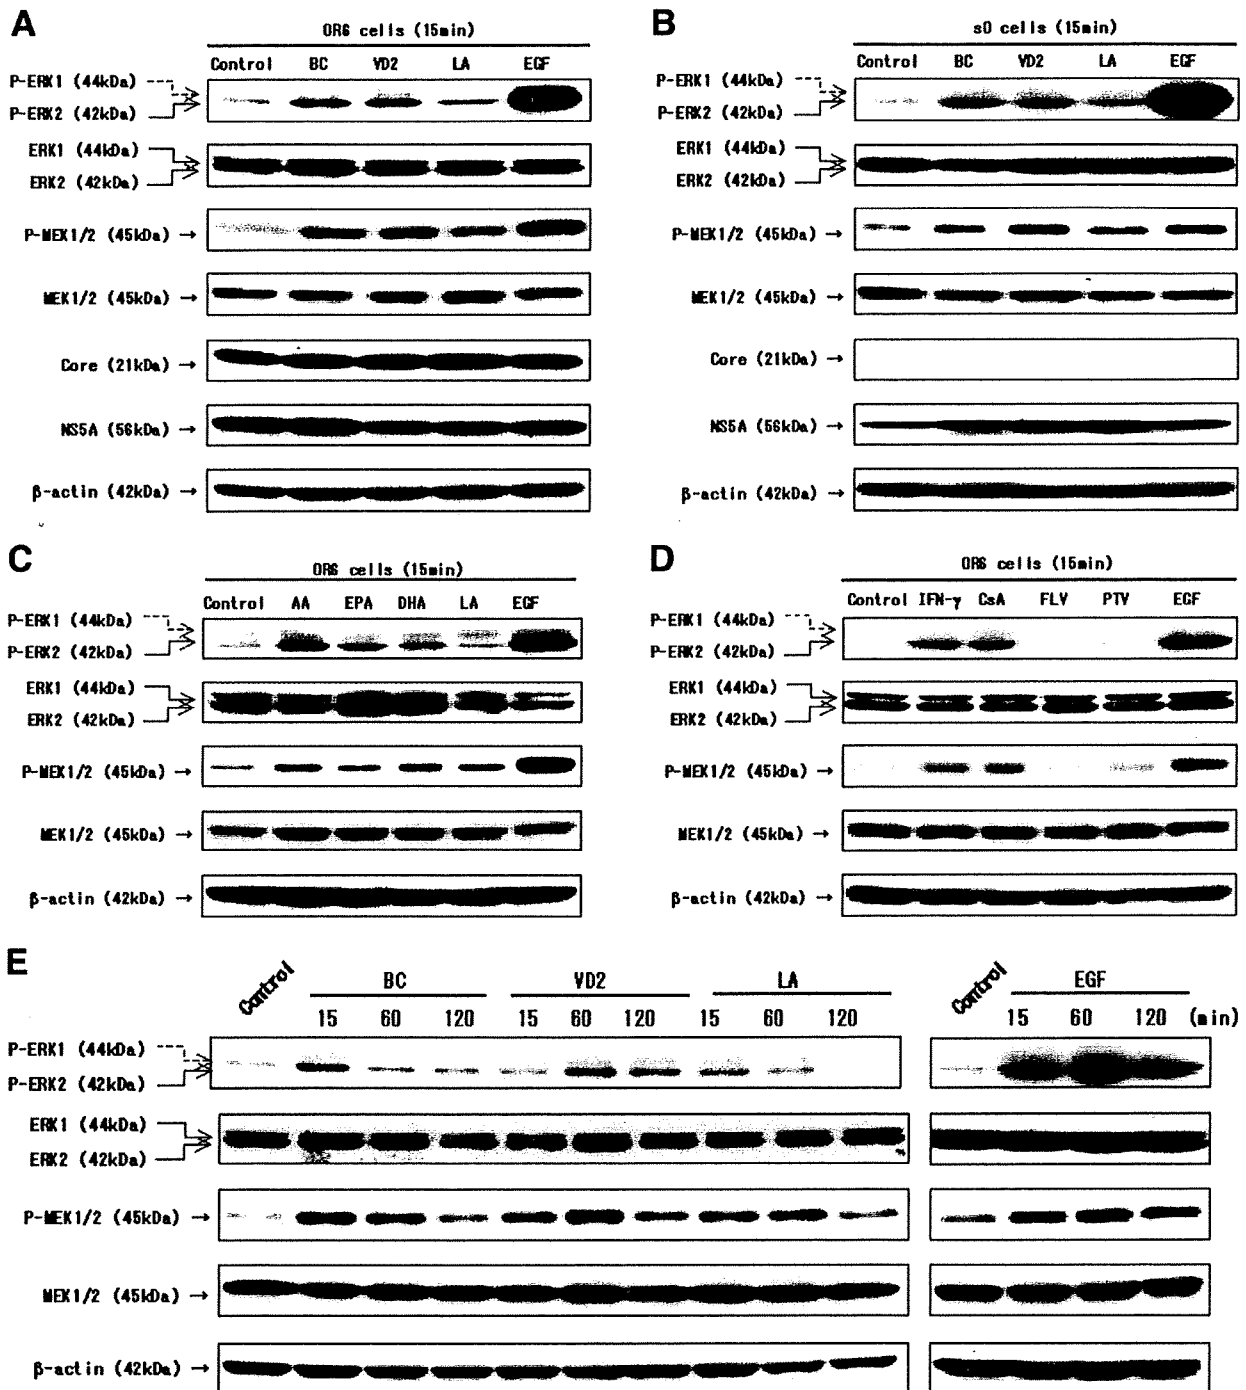 A
OR6 cells (15min)
Control BC VD2 LA EGF
P-ERK1 (44kDa)
P-ERK2 (42kDa)
ERK1 (44kDa)
ERK2 (42kDa)
P-MEK1/2 (45kDa) →
MEK1/2 (45kDa) →
Core (21kDa) →
NS5A (56kDa) →
β-actin (42kDa) →
B
sO cells (15min)
Control BC VD2 LA EGF
P-ERK1 (44kDa)
P-ERK2 (42kDa)
ERK1 (44kDa)
ERK2 (42kDa)
P-MEK1/2 (45kDa) →
MEK1/2 (45kDa) →
Core (21kDa) →
NS5A (56kDa) →
β-actin (42kDa) →
C
OR6 cells (15min)
Control AA EPA DHA LA EGF
P-ERK1 (44kDa)
P-ERK2 (42kDa)
ERK1 (44kDa)
ERK2 (42kDa)
P-MEK1/2 (45kDa) →
MEK1/2 (45kDa) →
β-actin (42kDa) →
D
OR6 cells (15min)
Control IFN-γ CsA FLV PTV EGF
P-ERK1 (44kDa)
P-ERK2 (42kDa)
ERK1 (44kDa)
ERK2 (42kDa)
P-MEK1/2 (45kDa) →
MEK1/2 (45kDa) →
β-actin (42kDa) →
E
Control BC VD2 LA Control EGF
15 60 120 15 60 120 15 60 120 15 60 120 (min)
P-ERK1 (44kDa)
P-ERK2 (42kDa)
ERK1 (44kDa)
ERK2 (42kDa)
P-MEK1/2 (45kDa) →
MEK1/2 (45kDa) →
β-actin (42kDa) →